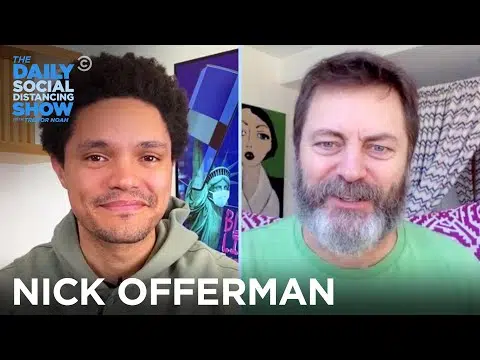 THE
DAILY
SOCIAL
DISTANCING
SHOW
WITH TREVOR NOAH
NICK OFFERMAN